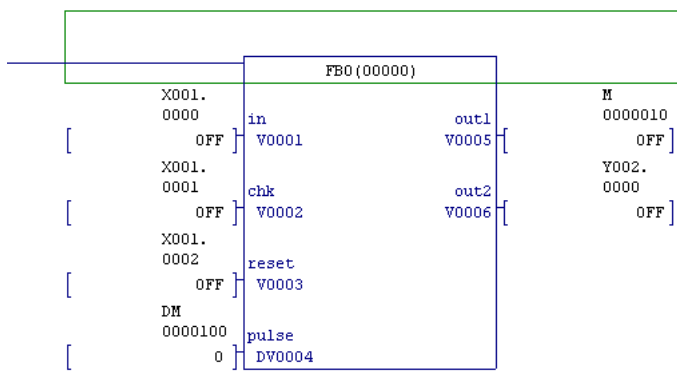 FB0(00000)
X001. M
0000 in out1 0000010
[ OFF ] V0001 V0005 [ OFF ]
X001. Y002.
0001 chk out2 0000
[ OFF ] V0002 V0006 [ OFF ]
X001.
0002 reset
[ OFF ] V0003
DM
0000100 pulse
[ 0 ] DV0004